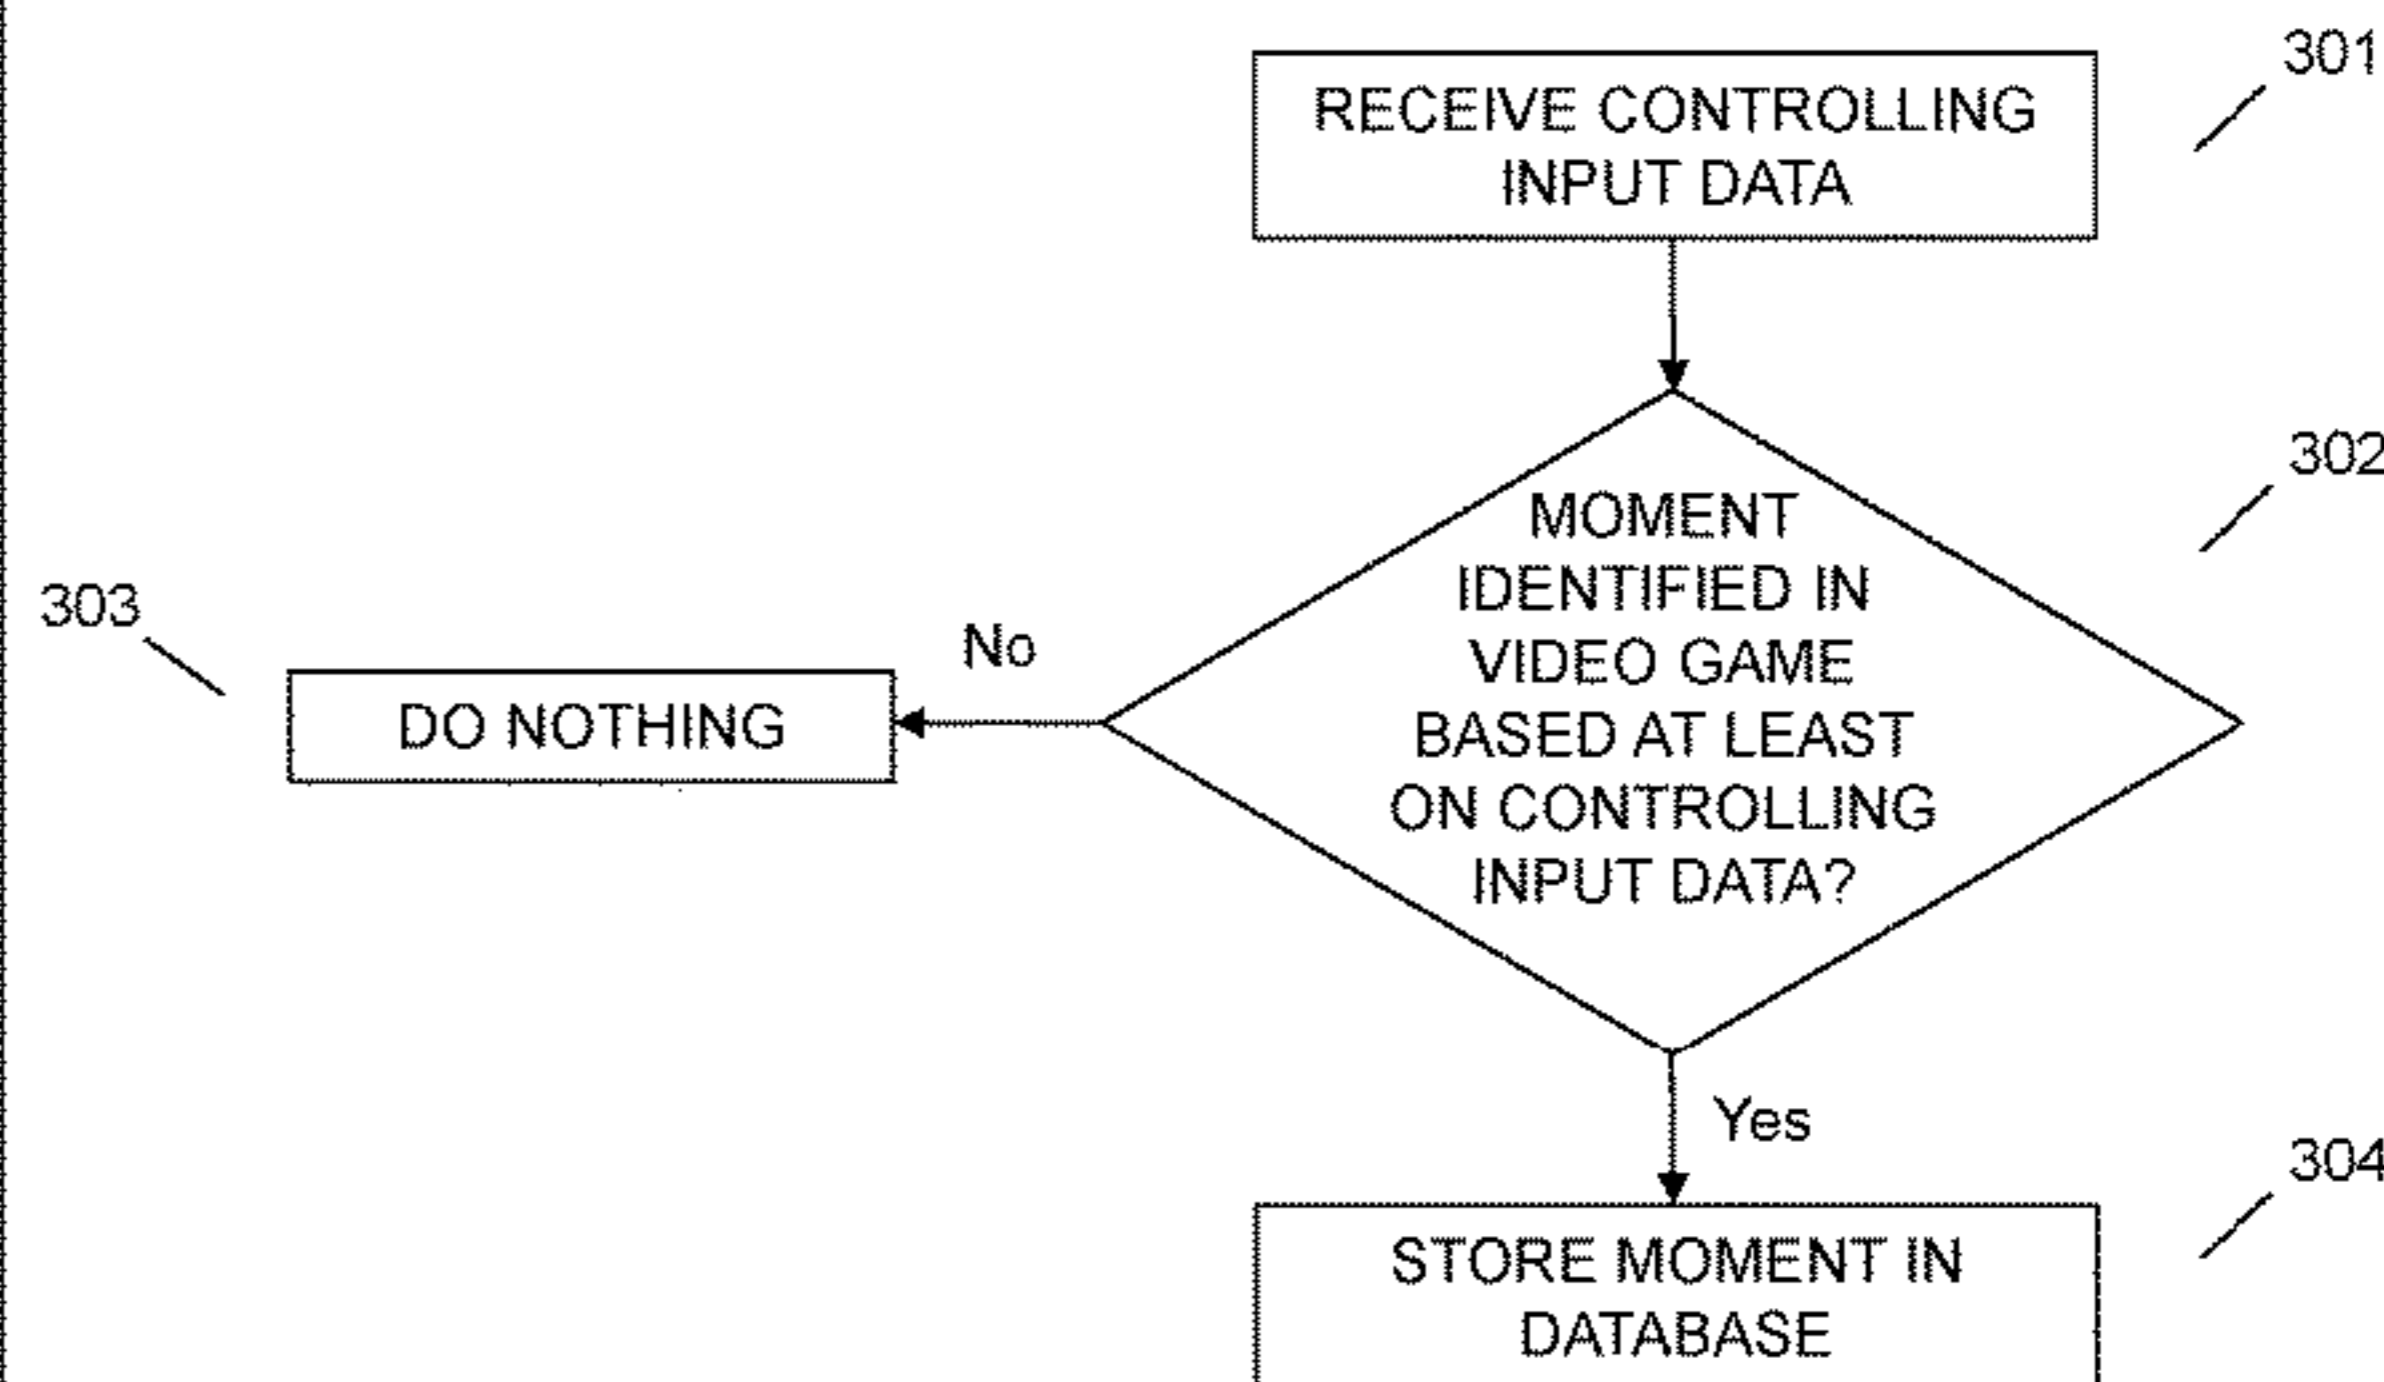 301
RECEIVE CONTROLLING
INPUT DATA
302
MOMENT
IDENTIFIED IN
VIDEO GAME
BASED AT LEAST
ON CONTROLLING
INPUT DATA?
303
No
DO NOTHING
Yes
304
STORE MOMENT IN
DATABASE